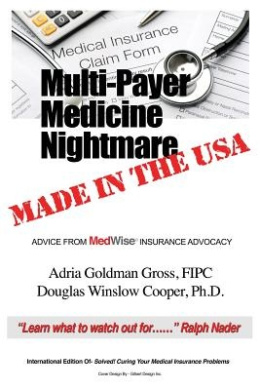 Medical Insurance
Claim Form
Multi-Payer
Medicine
Nightmare
MADE IN THE USA
ADVICE FROM MedWise® INSURANCE ADVOCACY
Adria Goldman Gross, FIPC
Douglas Winslow Cooper, Ph.D.
"Learn what to watch out for......" Ralph Nader
International Edition Of- Solved! Curing Your Medical Insurance Problems
Cover Design By - Gilbert Design Inc.